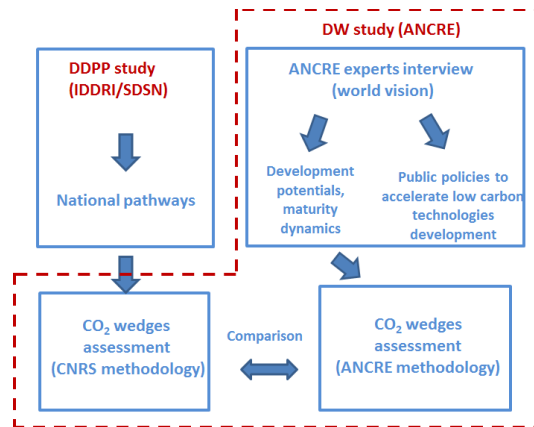 DW study (ANCRE)
DDPP study
(IDDRI/SDSN)
National pathways
ANCRE experts interview
(world vision)
Development
potentials,
maturity
dynamics
Public policies to
accelerate low carbon
technologies
development
CO₂ wedges
assessment
(CNRS methodology)
Comparison
CO₂ wedges
assessment
(ANCRE methodology)